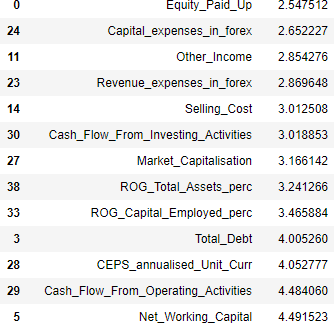 0 Equity_Paid_Up 2.547512
24 Capital_expenses_in_forex 2.652227
11 Other_Income 2.854276
23 Revenue_expenses_in_forex 2.869648
14 Selling_Cost 3.012508
30 Cash_Flow_From_Investing_Activities 3.018853
27 Market_Capitalisation 3.166142
38 ROG_Total_Assets_perc 3.241266
33 ROG_Capital_Employed_perc 3.465884
3 Total_Debt 4.005260
28 CEPS_annualised_Unit_Curr 4.052777
29 Cash_Flow_From_Operating_Activities 4.484060
5 Net_Working_Capital 4.491523